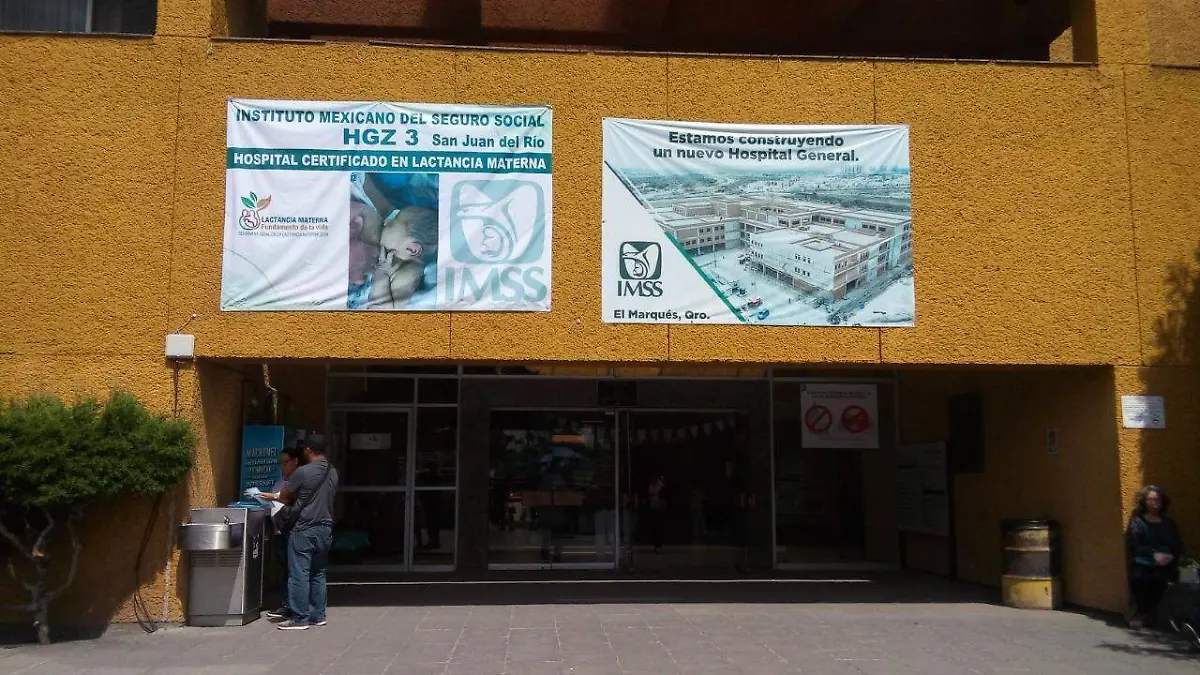 INSTITUTO MEXICANO DEL SEGURO SOCIAL
HGZ 3 San Juan del Río
HOSPITAL CERTIFICADO EN LACTANCIA MATERNA
LACTANCIA MATERNA
Fundamento de la vida
IMSS
Estamos construyendo
un nuevo Hospital General.
IMSS
El Marqués, Qro.